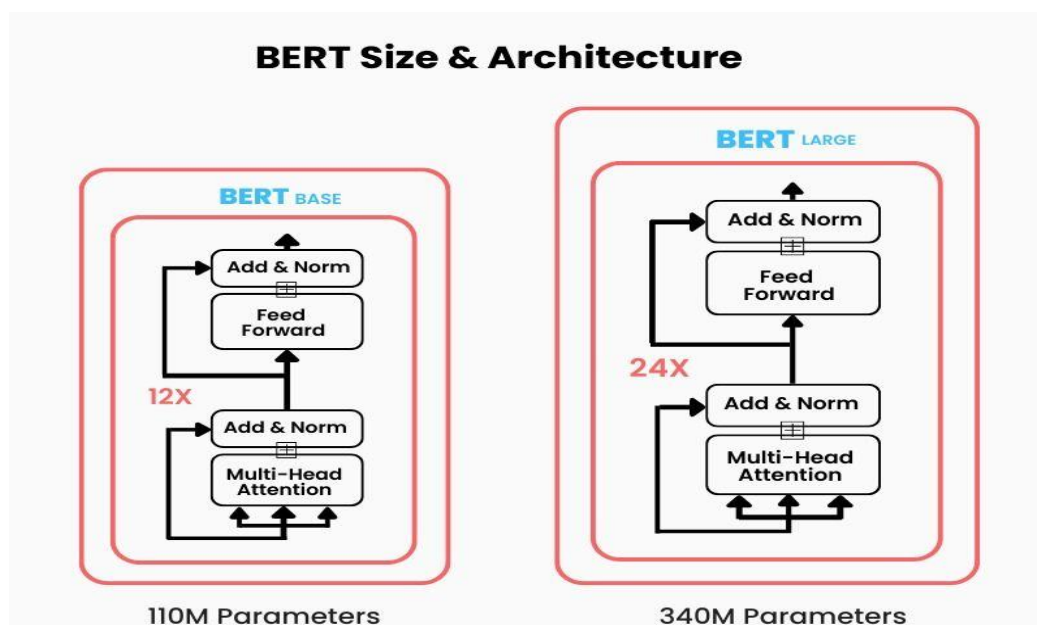 BERT Size & Architecture
BERT BASE
Add & Norm
Feed
Forward
12X
Add & Norm
Multi-Head
Attention
110M Parameters
BERT LARGE
Add & Norm
Feed
Forward
24X
Add & Norm
Multi-Head
Attention
340M Parameters